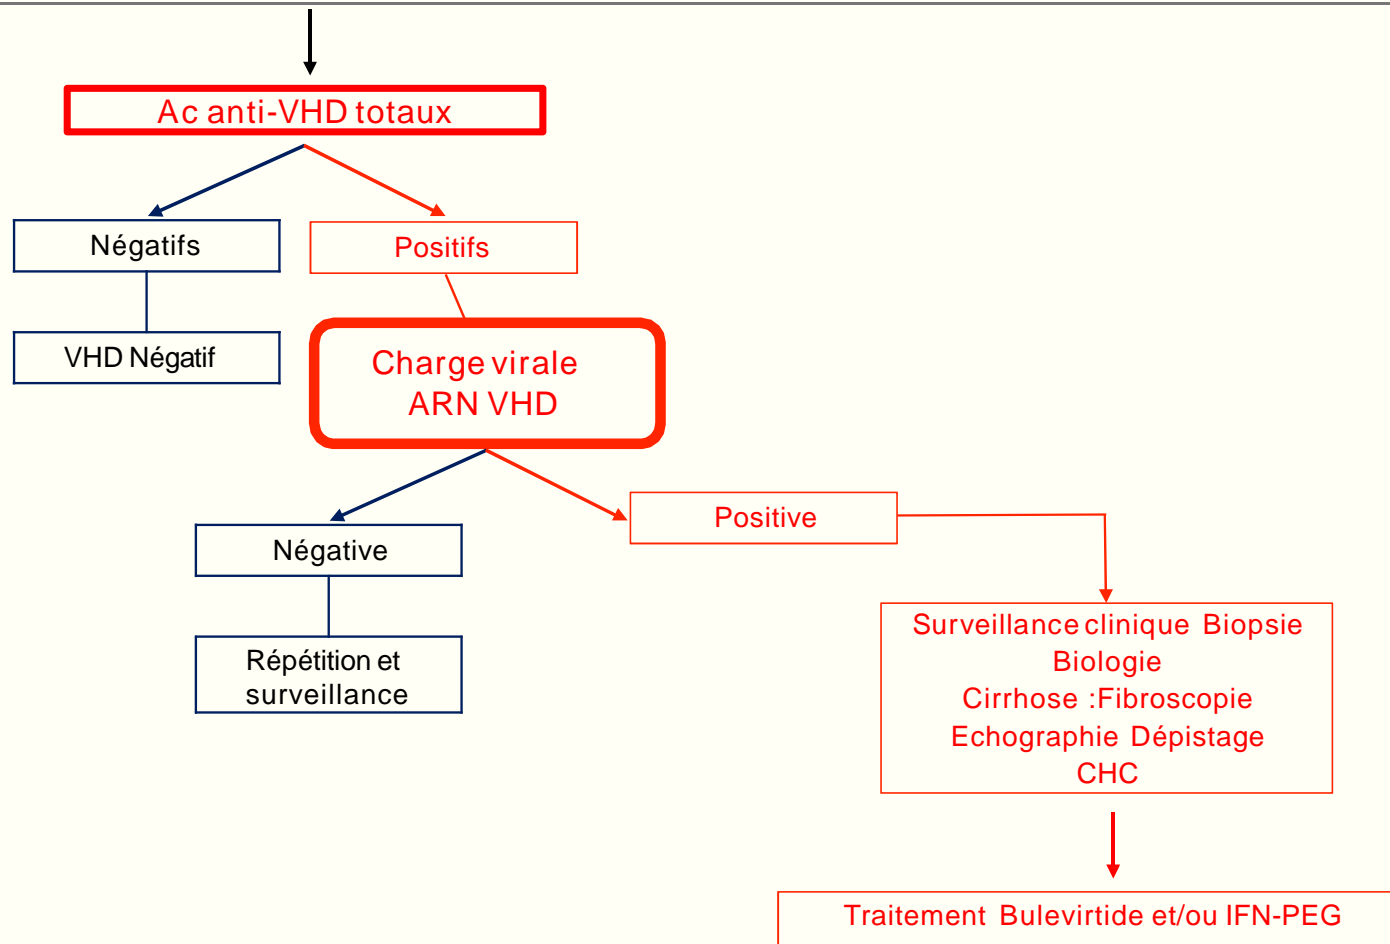 Ac anti-VHD totaux
Négatifs
Positifs
VHD Négatif
Charge virale
ARN VHD
Positive
Négative
Répétition et
surveillance
Surveillance clinique Biopsie
Biologie
Cirrhose :Fibroscopie
Echographie Dépistage
CHC
Traitement Bulevirtide et/ou IFN-PEG